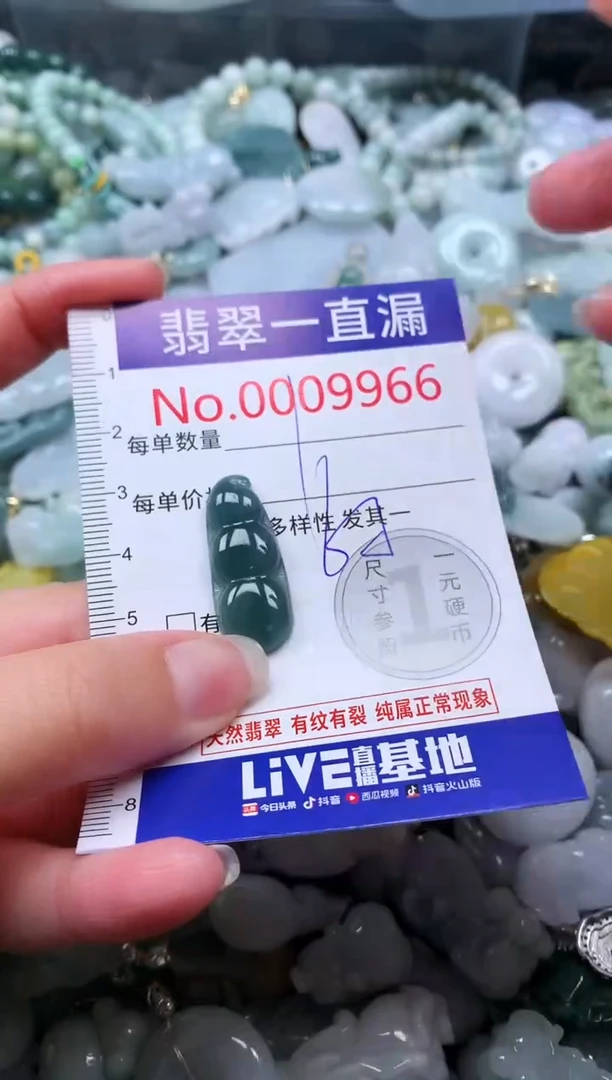 翡翠一直漏
No.0009966
每单数量
每单价
多样性 发其一
有
尺寸参
1
一元硬币
天然翡翠 有纹有裂 纯属正常现象
LiVE直播基地
今日头条 抖音 西瓜视频 抖音火山版
1
2
3
4
5
8